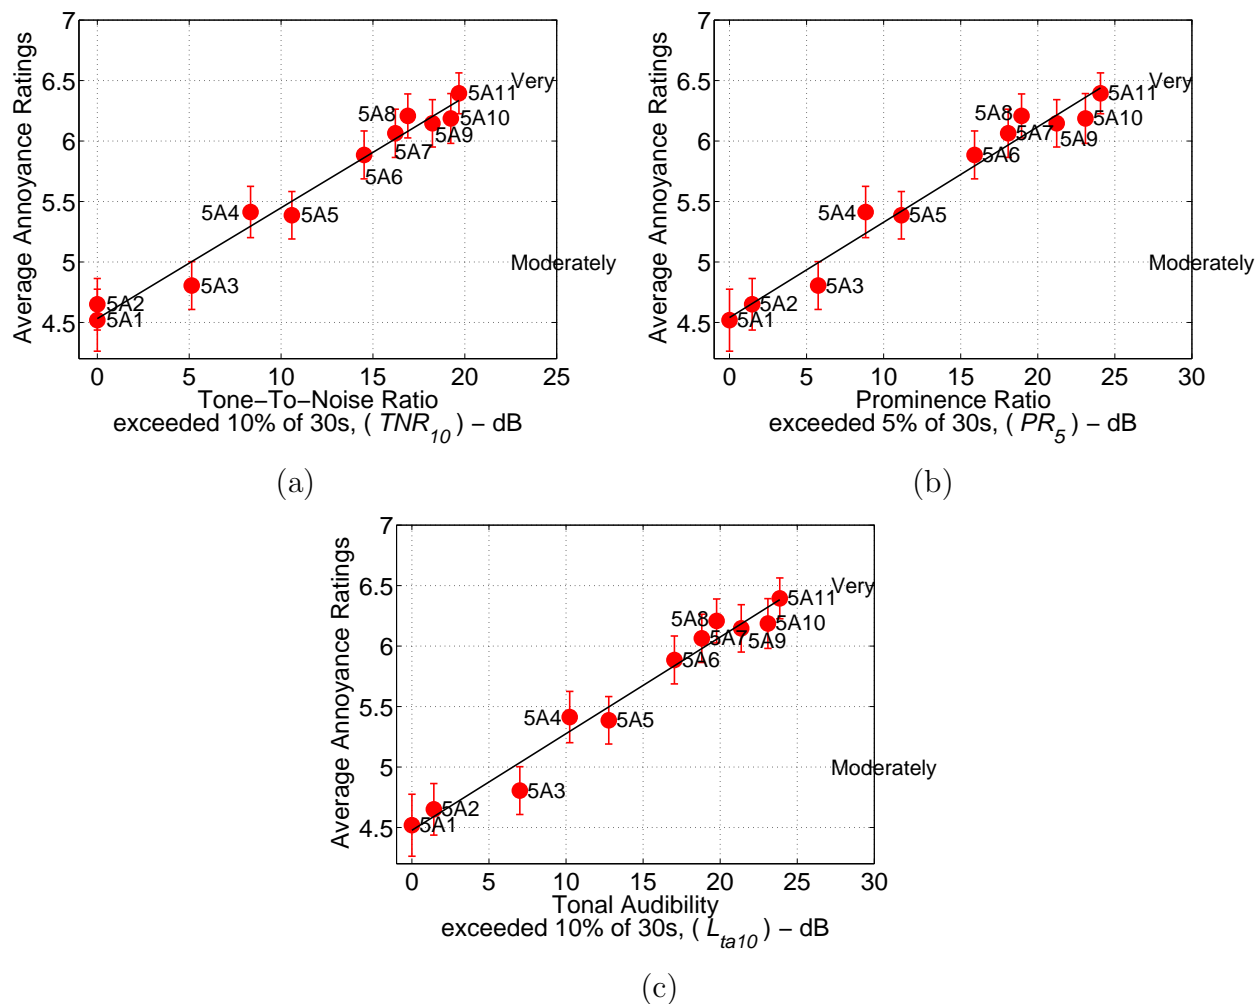 7
6.5
6
5.5
5
4.5
Average Annoyance Ratings
Very
Moderately
5A11
5A8
5A10
5A9
5A7
5A6
5A4
5A5
5A3
5A2
5A1
0 5 10 15 20 25
Tone−To−Noise Ratio
exceeded 10% of 30s, ( TNR10 ) − dB
(a)
7
6.5
6
5.5
5
4.5
Average Annoyance Ratings
Very
Moderately
5A11
5A8
5A10
5A9
5A7
5A6
5A4
5A5
5A3
5A2
5A1
0 5 10 15 20 25 30
Prominence Ratio
exceeded 5% of 30s, ( PR5 ) − dB
(b)
7
6.5
6
5.5
5
4.5
Average Annoyance Ratings
Very
Moderately
5A11
5A8
5A10
5A9
5A7
5A6
5A4
5A5
5A3
5A2
5A1
0 5 10 15 20 25 30
Tonal Audibility
exceeded 10% of 30s, ( Lta10 ) − dB
(c)